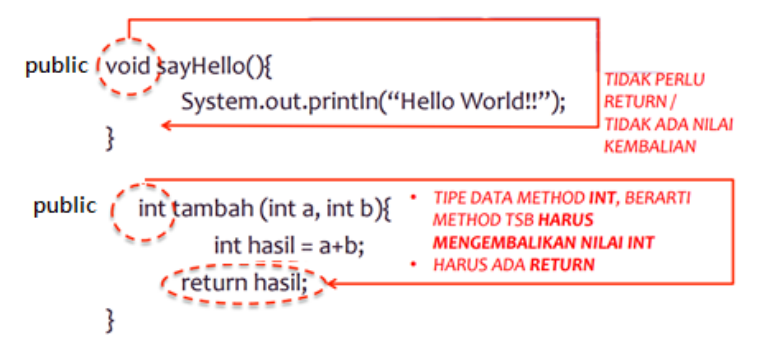 public void sayHello(){
System.out.println(“Hello World!!”);
}
TIDAK PERLU
RETURN /
TIDAK ADA NILAI
KEMBALIAN
public int tambah (int a, int b){
int hasil = a+b;
return hasil;
}
• TIPE DATA METHOD INT, BERARTI
METHOD TSB HARUS
MENGEMBALIKAN NILAI INT
• HARUS ADA RETURN